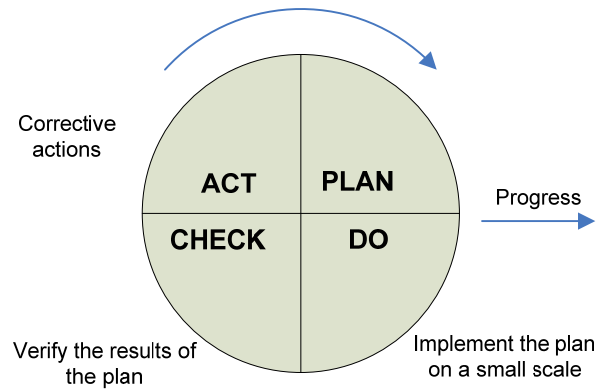 Corrective
actions
ACT
PLAN
Progress
CHECK
DO
Verify the results of
the plan
Implement the plan
on a small scale